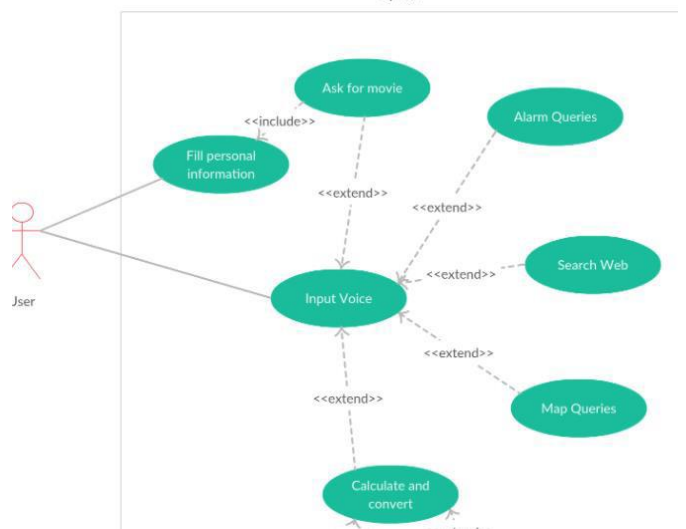 Ask for movie
<<include>>
Alarm Queries
Fill personal
information
<<extend>>
<<extend>>
Search Web
<<extend>>
Input Voice
User
<<extend>>
<<extend>>
Map Queries
Calculate and
convert